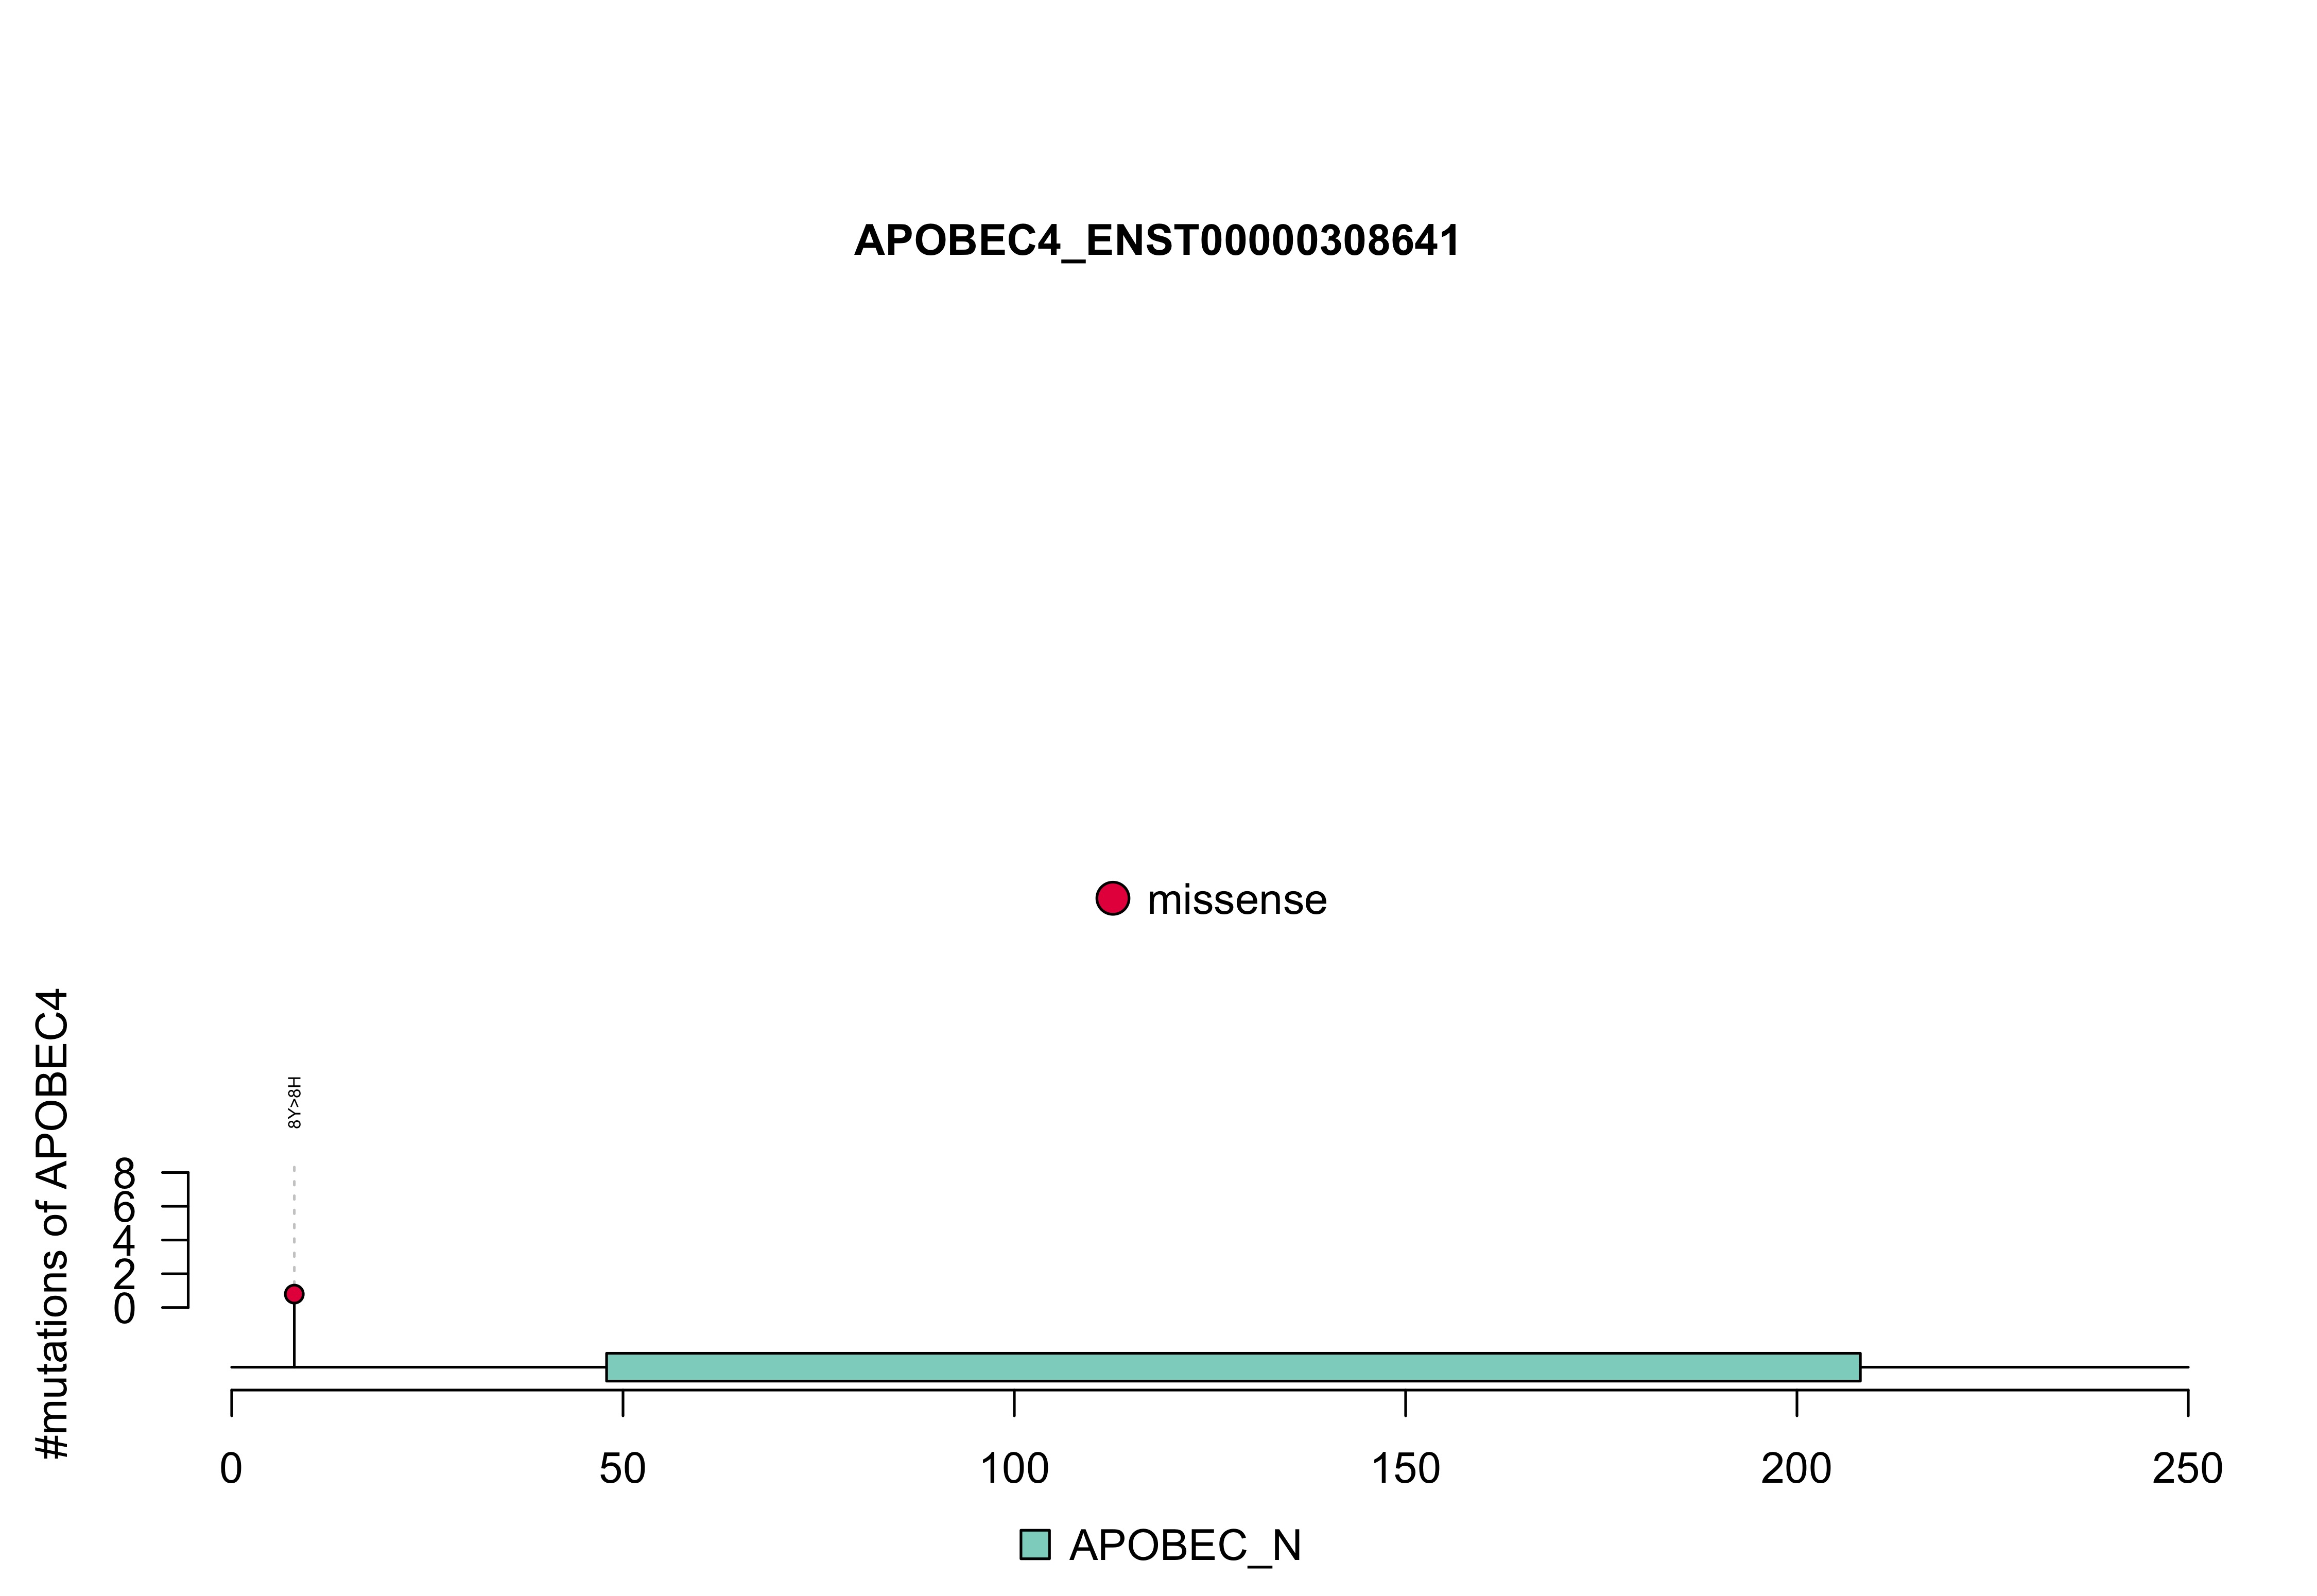 APOBEC4_ENST00000308641
missense
#mutations of APOBEC4
8Y>8H
8
6
4
2
0
0 50 100 150 200 250
APOBEC_N